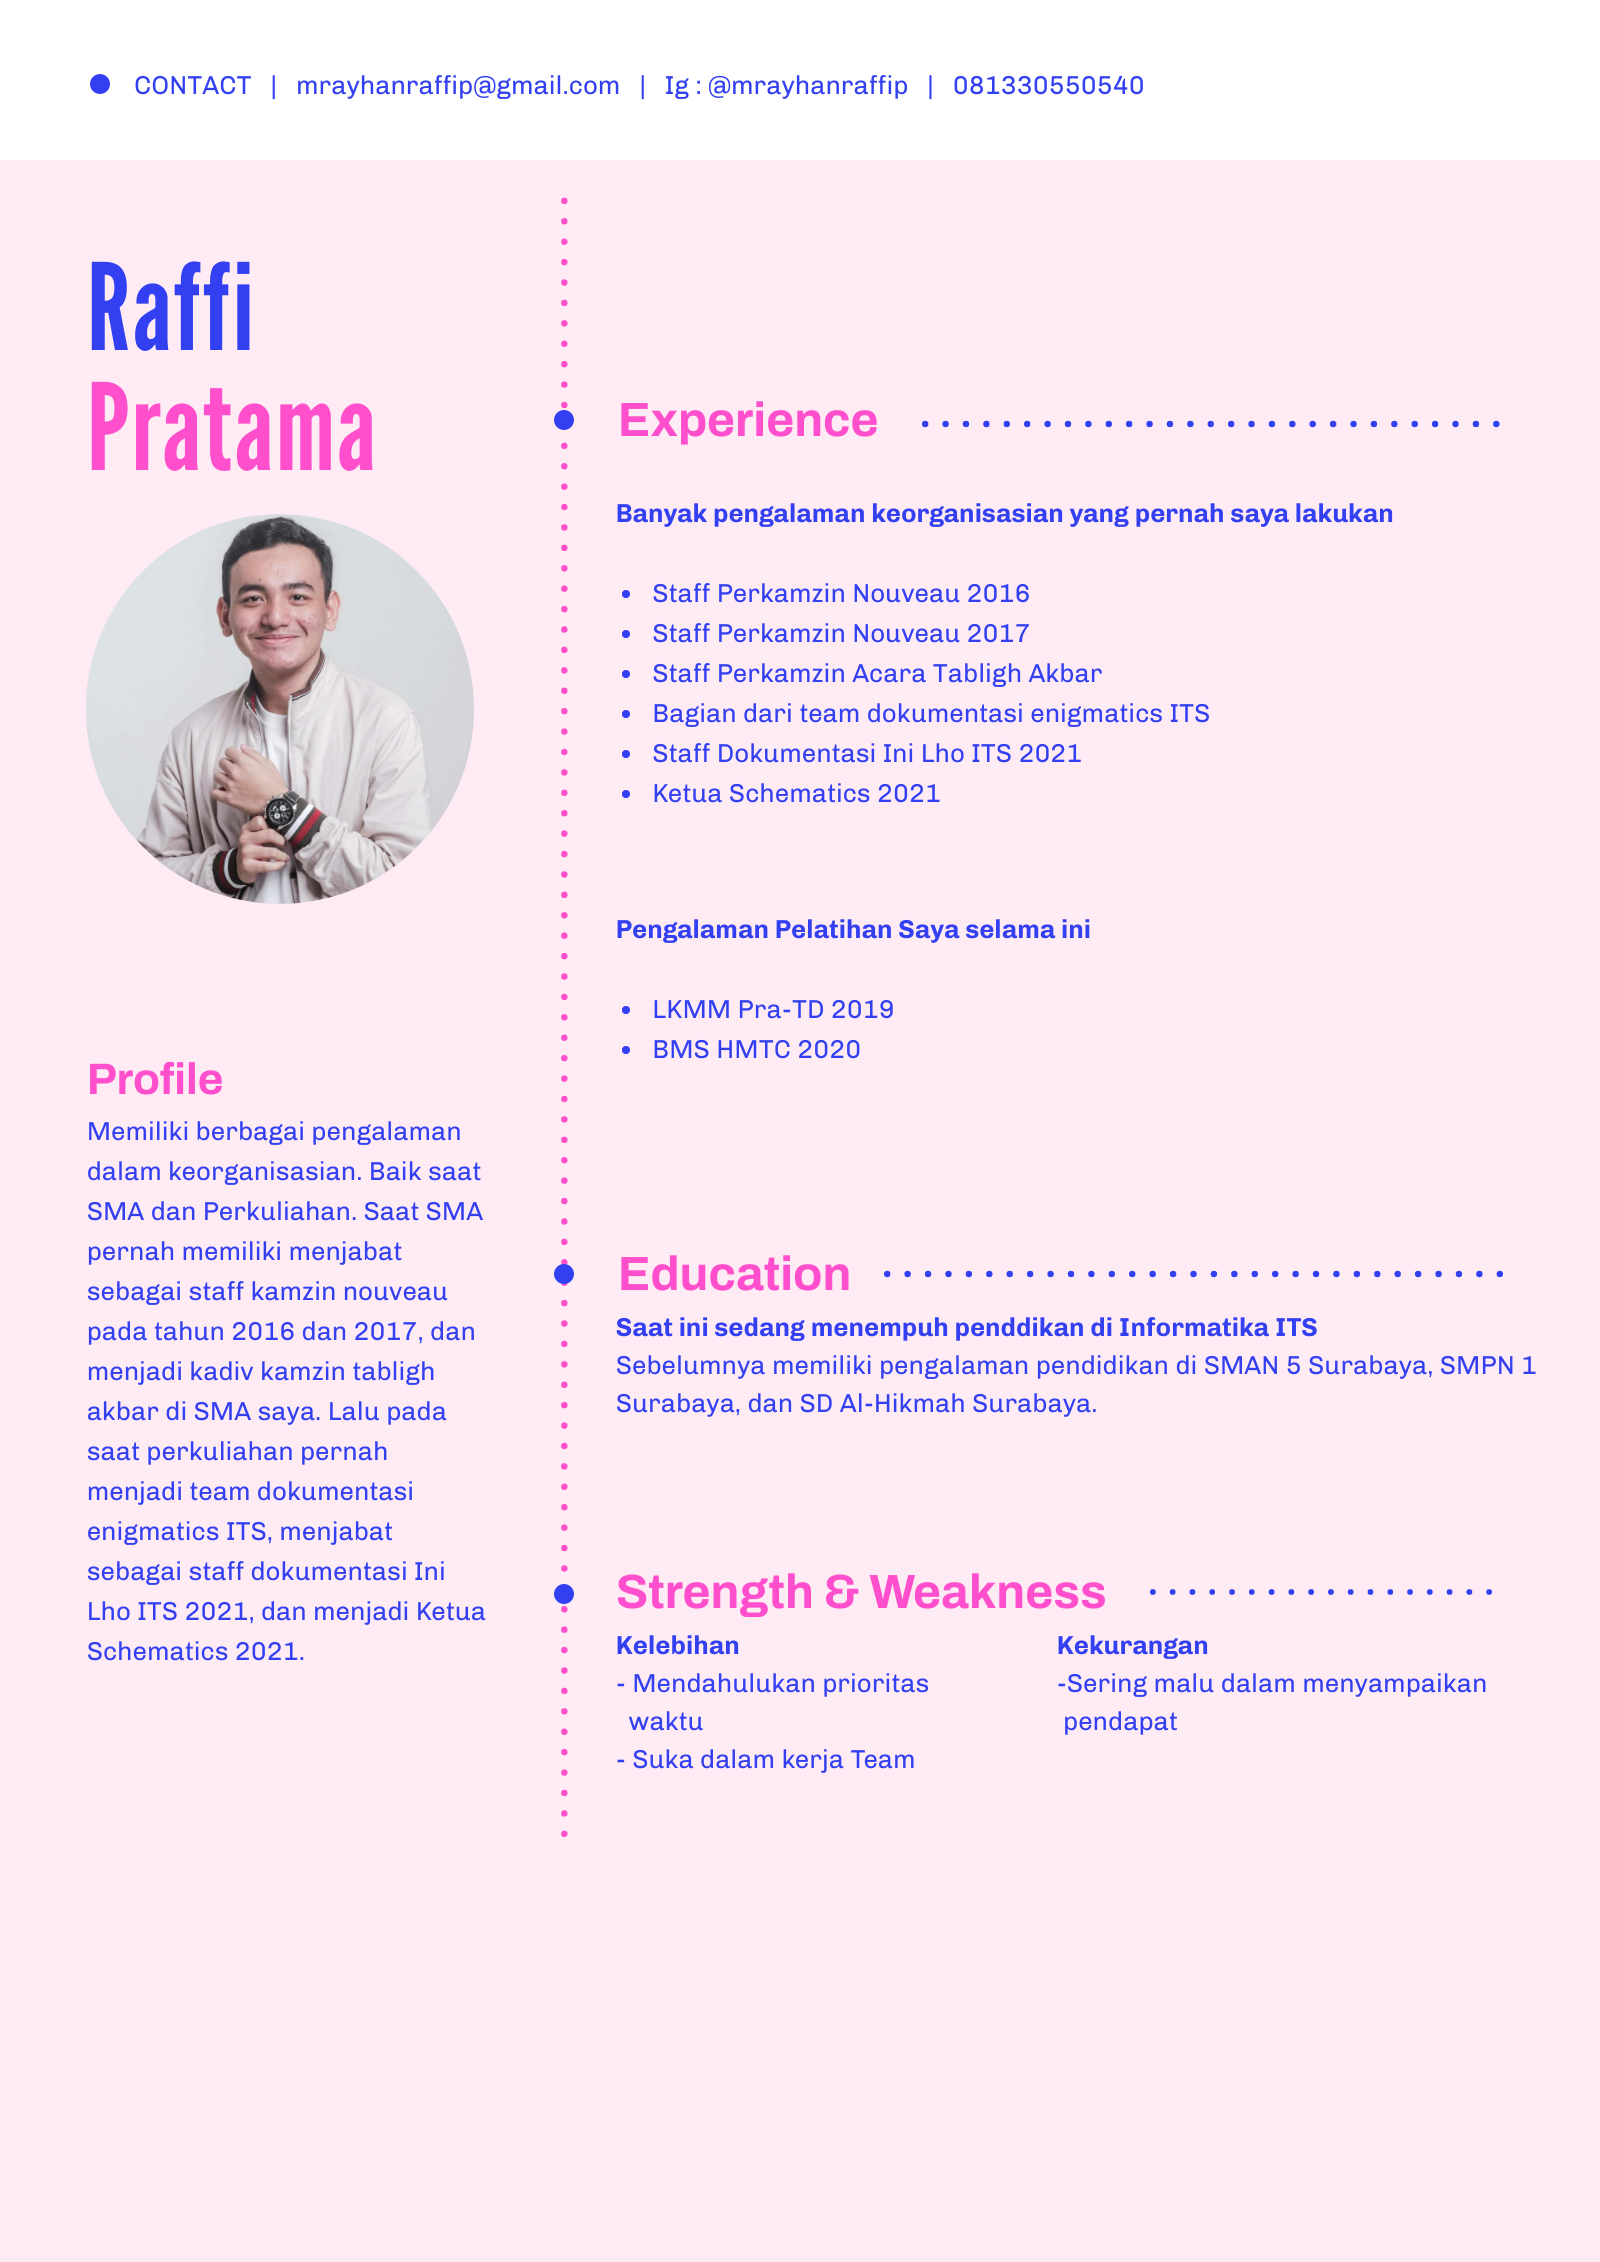 CONTACT | mrayhanraffip@gmail.com | Ig : @mrayhanraffip | 081330550540
Raffi
Pratama
Profile
Memiliki berbagai pengalaman
dalam keorganisasian. Baik saat
SMA dan Perkuliahan. Saat SMA
pernah memiliki menjabat
sebagai staff kamzin nouveau
pada tahun 2016 dan 2017, dan
menjadi kadiv kamzin tabligh
akbar di SMA saya. Lalu pada
saat perkuliahan pernah
menjadi team dokumentasi
enigmatics ITS, menjabat
sebagai staff dokumentasi Ini
Lho ITS 2021, dan menjadi Ketua
Schematics 2021.
Experience
Banyak pengalaman keorganisasian yang pernah saya lakukan
• Staff Perkamzin Nouveau 2016
• Staff Perkamzin Nouveau 2017
• Staff Perkamzin Acara Tabligh Akbar
• Bagian dari team dokumentasi enigmatics ITS
• Staff Dokumentasi Ini Lho ITS 2021
• Ketua Schematics 2021
Pengalaman Pelatihan Saya selama ini
• LKMM Pra-TD 2019
• BMS HMTC 2020
Education
Saat ini sedang menempuh penddikan di Informatika ITS
Sebelumnya memiliki pengalaman pendidikan di SMAN 5 Surabaya, SMPN 1
Surabaya, dan SD Al-Hikmah Surabaya.
Strength & Weakness
Kelebihan
- Mendahulukan prioritas
waktu
- Suka dalam kerja Team
Kekurangan
-Sering malu dalam menyampaikan
pendapat